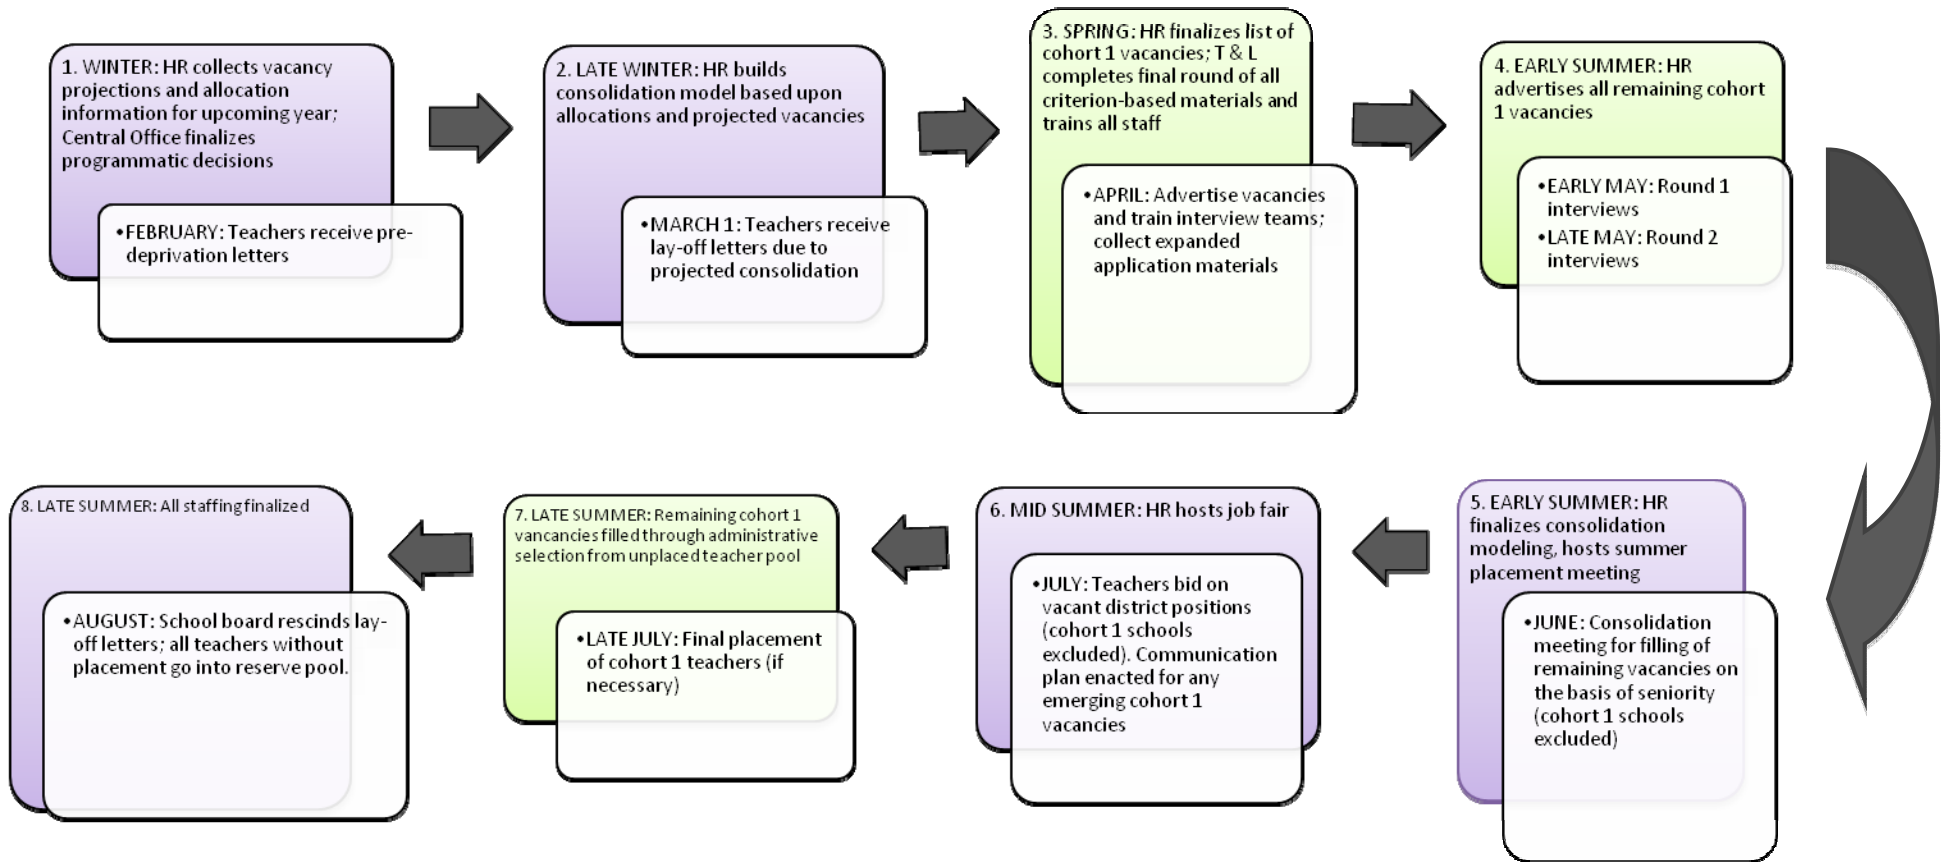 1. WINTER: HR collects vacancy
projections and allocation
information for upcoming year;
Central Office finalizes
programmatic decisions
•FEBRUARY: Teachers receive pre-
deprivation letters
2. LATE WINTER: HR builds
consolidation model based upon
allocations and projected vacancies
•MARCH 1: Teachers receive
lay-off letters due to
projected consolidation
3. SPRING: HR finalizes list of
cohort 1 vacancies; T & L
completes final round of all
criterion-based materials and
trains all staff
•APRIL: Advertise vacancies
and train interview teams;
collect expanded
application materials
4. EARLY SUMMER: HR
advertises all remaining cohort
1 vacancies
•EARLY MAY: Round 1
interviews
•LATE MAY: Round 2
interviews
5. EARLY SUMMER: HR
finalizes consolidation
modeling, hosts summer
placement meeting
•JUNE: Consolidation
meeting for filling of
remaining vacancies on
the basis of seniority
(cohort 1 schools
excluded)
6. MID SUMMER: HR hosts job fair
•JULY: Teachers bid on
vacant district positions
(cohort 1 schools
excluded). Communication
plan enacted for any
emerging cohort 1
vacancies
7. LATE SUMMER: Remaining cohort 1
vancancies filled through administrative
selection from unplaced teacher pool
•LATE JULY: Final placement
of cohort 1 teachers (if
necessary)
8. LATE SUMMER: All staffing finalized
•AUGUST: School board rescinds lay-
off letters; all teachers without
placement go into reserve pool.